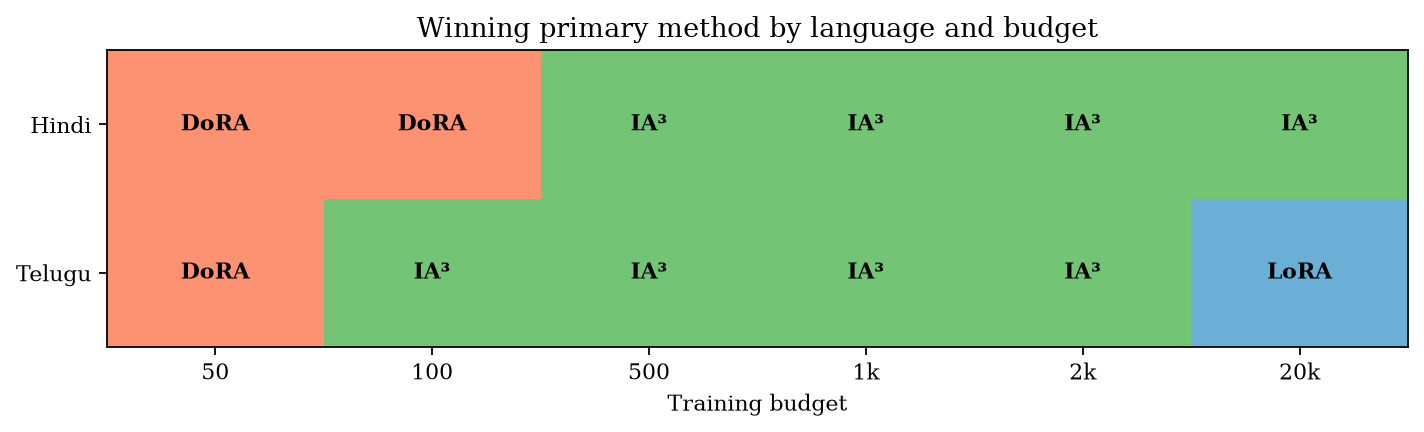 Winning primary method by language and budget
Hindi DoRA DoRA IA³ IA³ IA³ IA³
Telugu DoRA IA³ IA³ IA³ IA³ LoRA
50 100 500 1k 2k 20k
Training budget